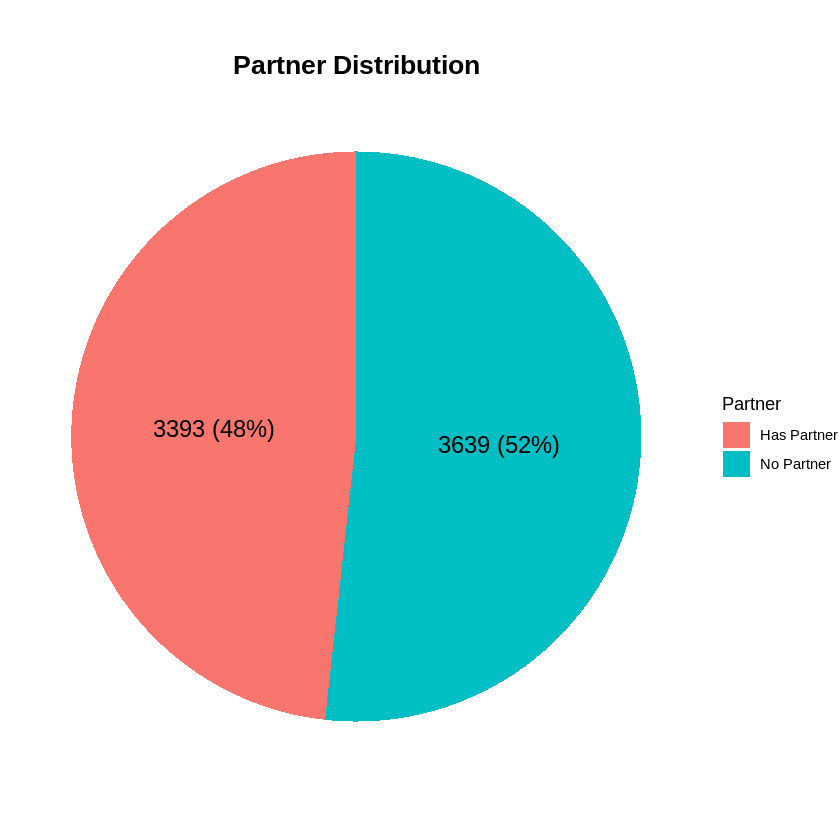 Partner Distribution
3393 (48%)
3639 (52%)
Partner
Has Partner
No Partner